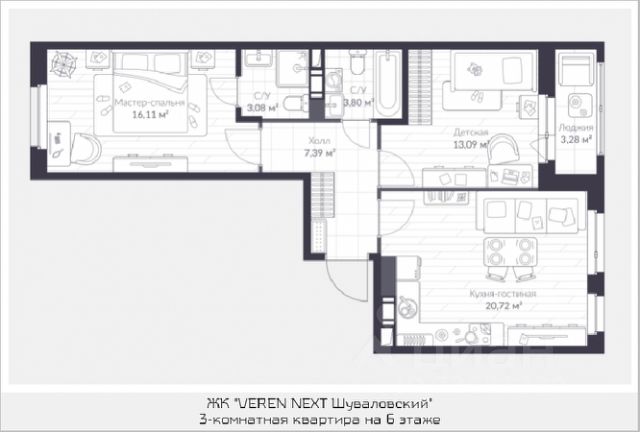 Мастер-спальня
16.11 м²
С/У
3,08 м²
С/У
3,80 м²
Холл
7,39 м²
Детская
13,09 м²
Лоджия
3,28 м²
Кухня-гостиная
20,72 м²
циан
ЖК "VEREN NEXT Шуваловский"
3-комнатная квартира на 6 этаже